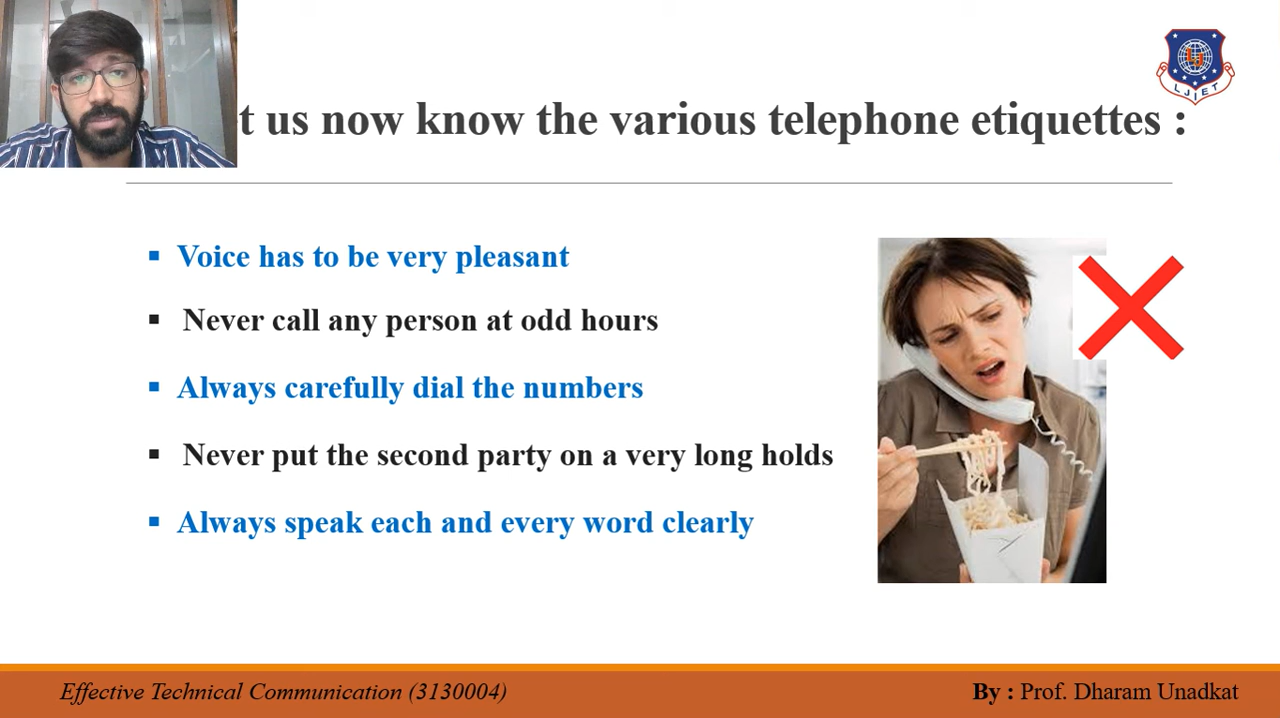 t us now know the various telephone etiquettes :
LJIET
Voice has to be very pleasant
Never call any person at odd hours
Always carefully dial the numbers
Never put the second party on a very long holds
Always speak each and every word clearly
Effective Technical Communication (3130004)
By : Prof. Dharam Unadkat